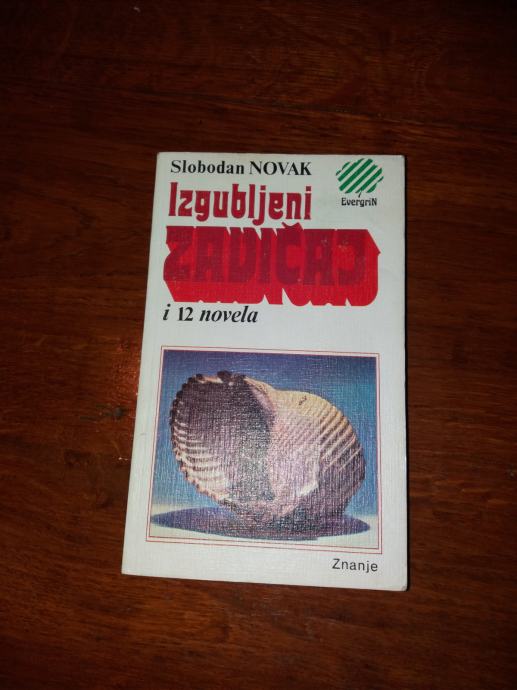 Slobodan NOVAK
EvergriN
Izgubljeni
ZAVIČAJ
i 12 novela
Znanje